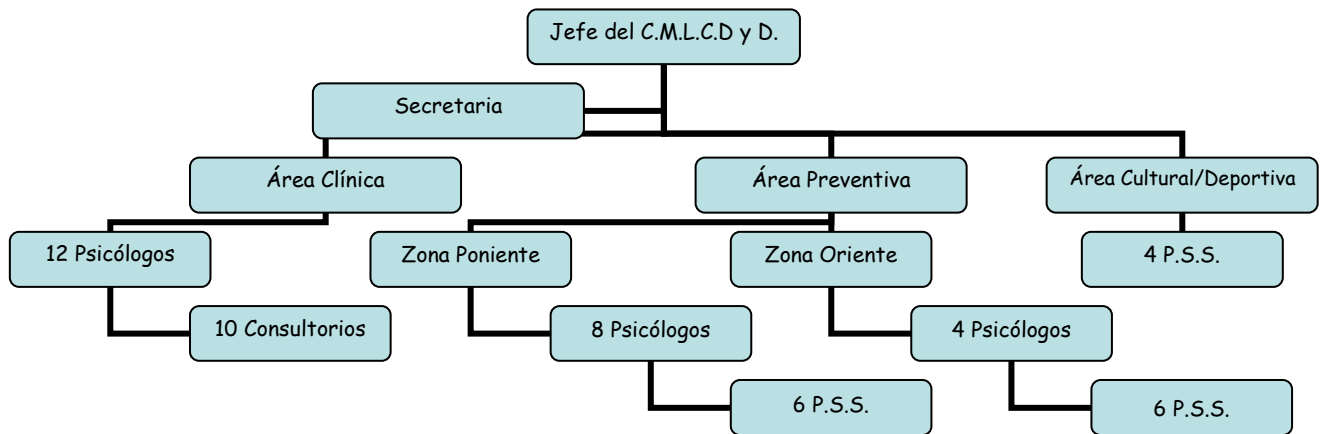 Jefe del C.M.L.C.D y D.
Secretaria
Área Clínica
Área Preventiva
Área Cultural/Deportiva
12 Psicólogos
Zona Poniente
Zona Oriente
4 P.S.S.
10 Consultorios
8 Psicólogos
4 Psicólogos
6 P.S.S.
6 P.S.S.